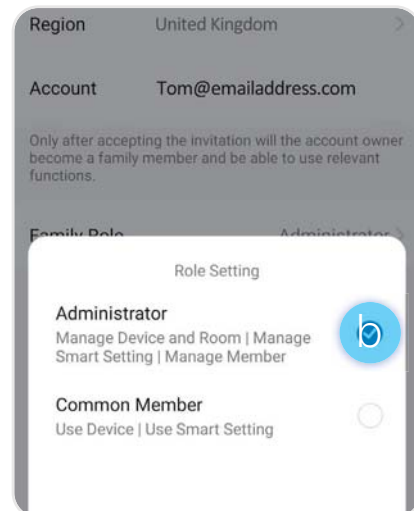 Region United Kingdom
Account Tom@emailaddress.com
Only after accepting the invitation will the account owner
become a family member and be able to use relevant
functions.
Family Role Administrator
Role Setting
Administrator
Manage Device and Room | Manage
Smart Setting | Manage Member
b
Common Member
Use Device | Use Smart Setting